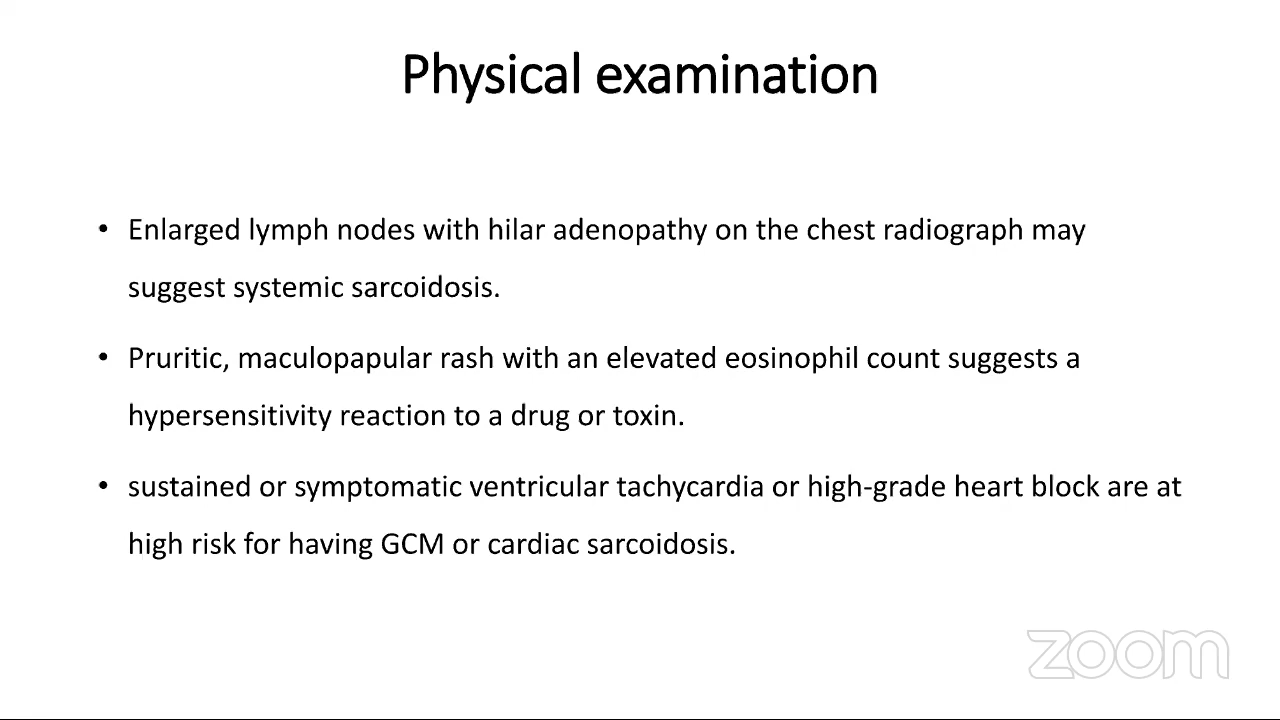 Physical examination
• Enlarged lymph nodes with hilar adenopathy on the chest radiograph may
suggest systemic sarcoidosis.
• Pruritic, maculopapular rash with an elevated eosinophil count suggests a
hypersensitivity reaction to a drug or toxin.
• sustained or symptomatic ventricular tachycardia or high-grade heart block are at
high risk for having GCM or cardiac sarcoidosis.
zoom